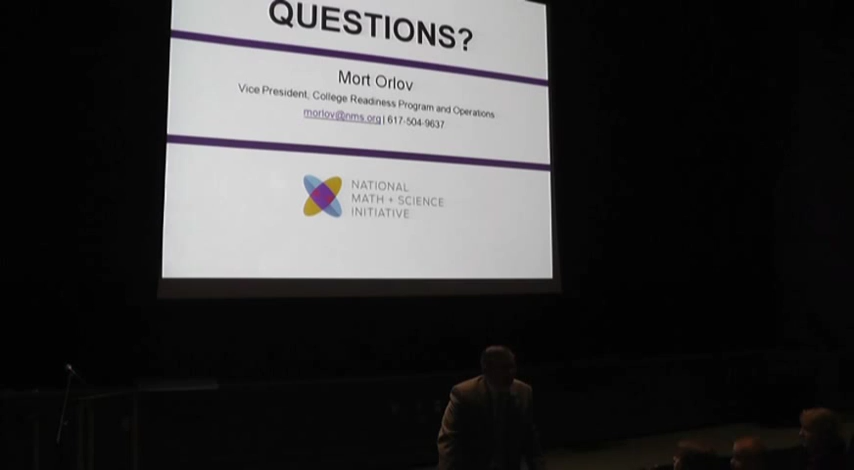 QUESTIONS?
Mort Orlov
Vice President, College Readiness Program and Operations
morlov@nms.org | 617-504-9637
NATIONAL
MATH + SCIENCE
INITIATIVE